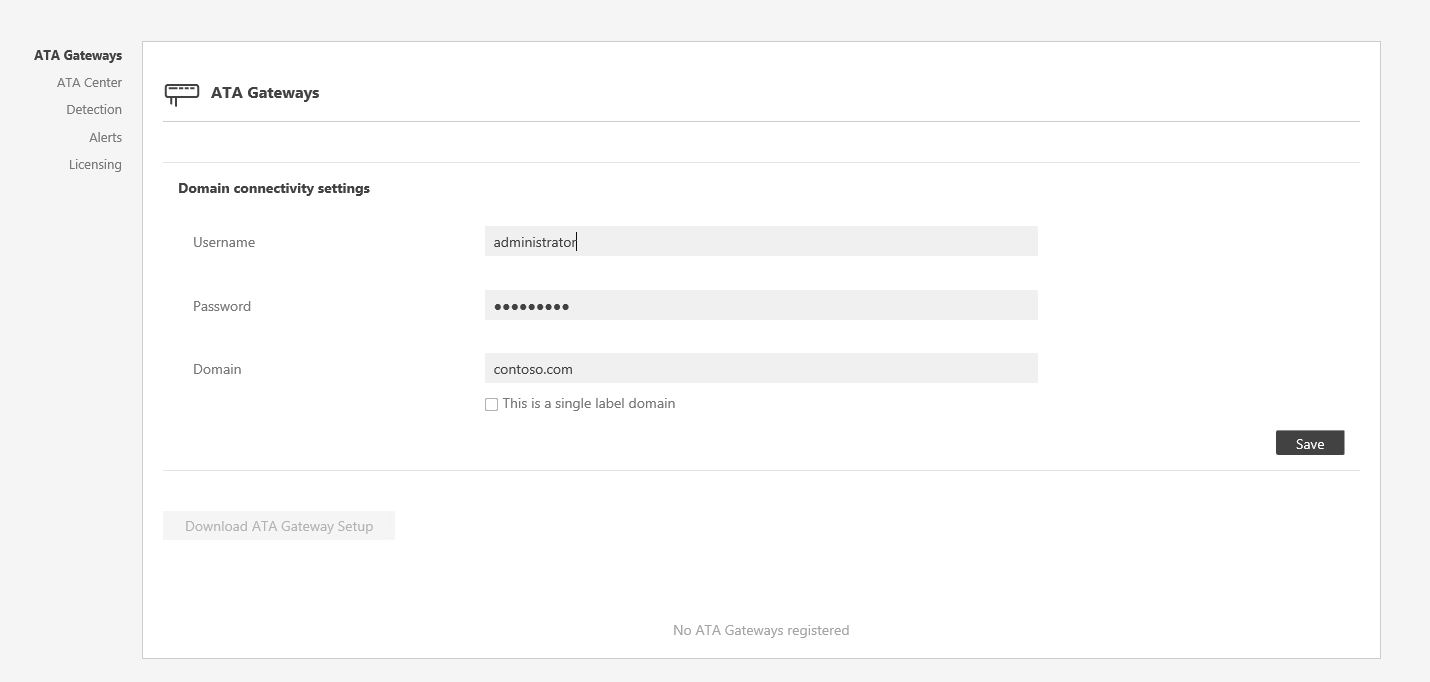 ATA Gateways
ATA Center
Detection
Alerts
Licensing
ATA Gateways
Domain connectivity settings
Username
administrator
Password
●●●●●●●●●
Domain
contoso.com
This is a single label domain
Save
Download ATA Gateway Setup
No ATA Gateways registered